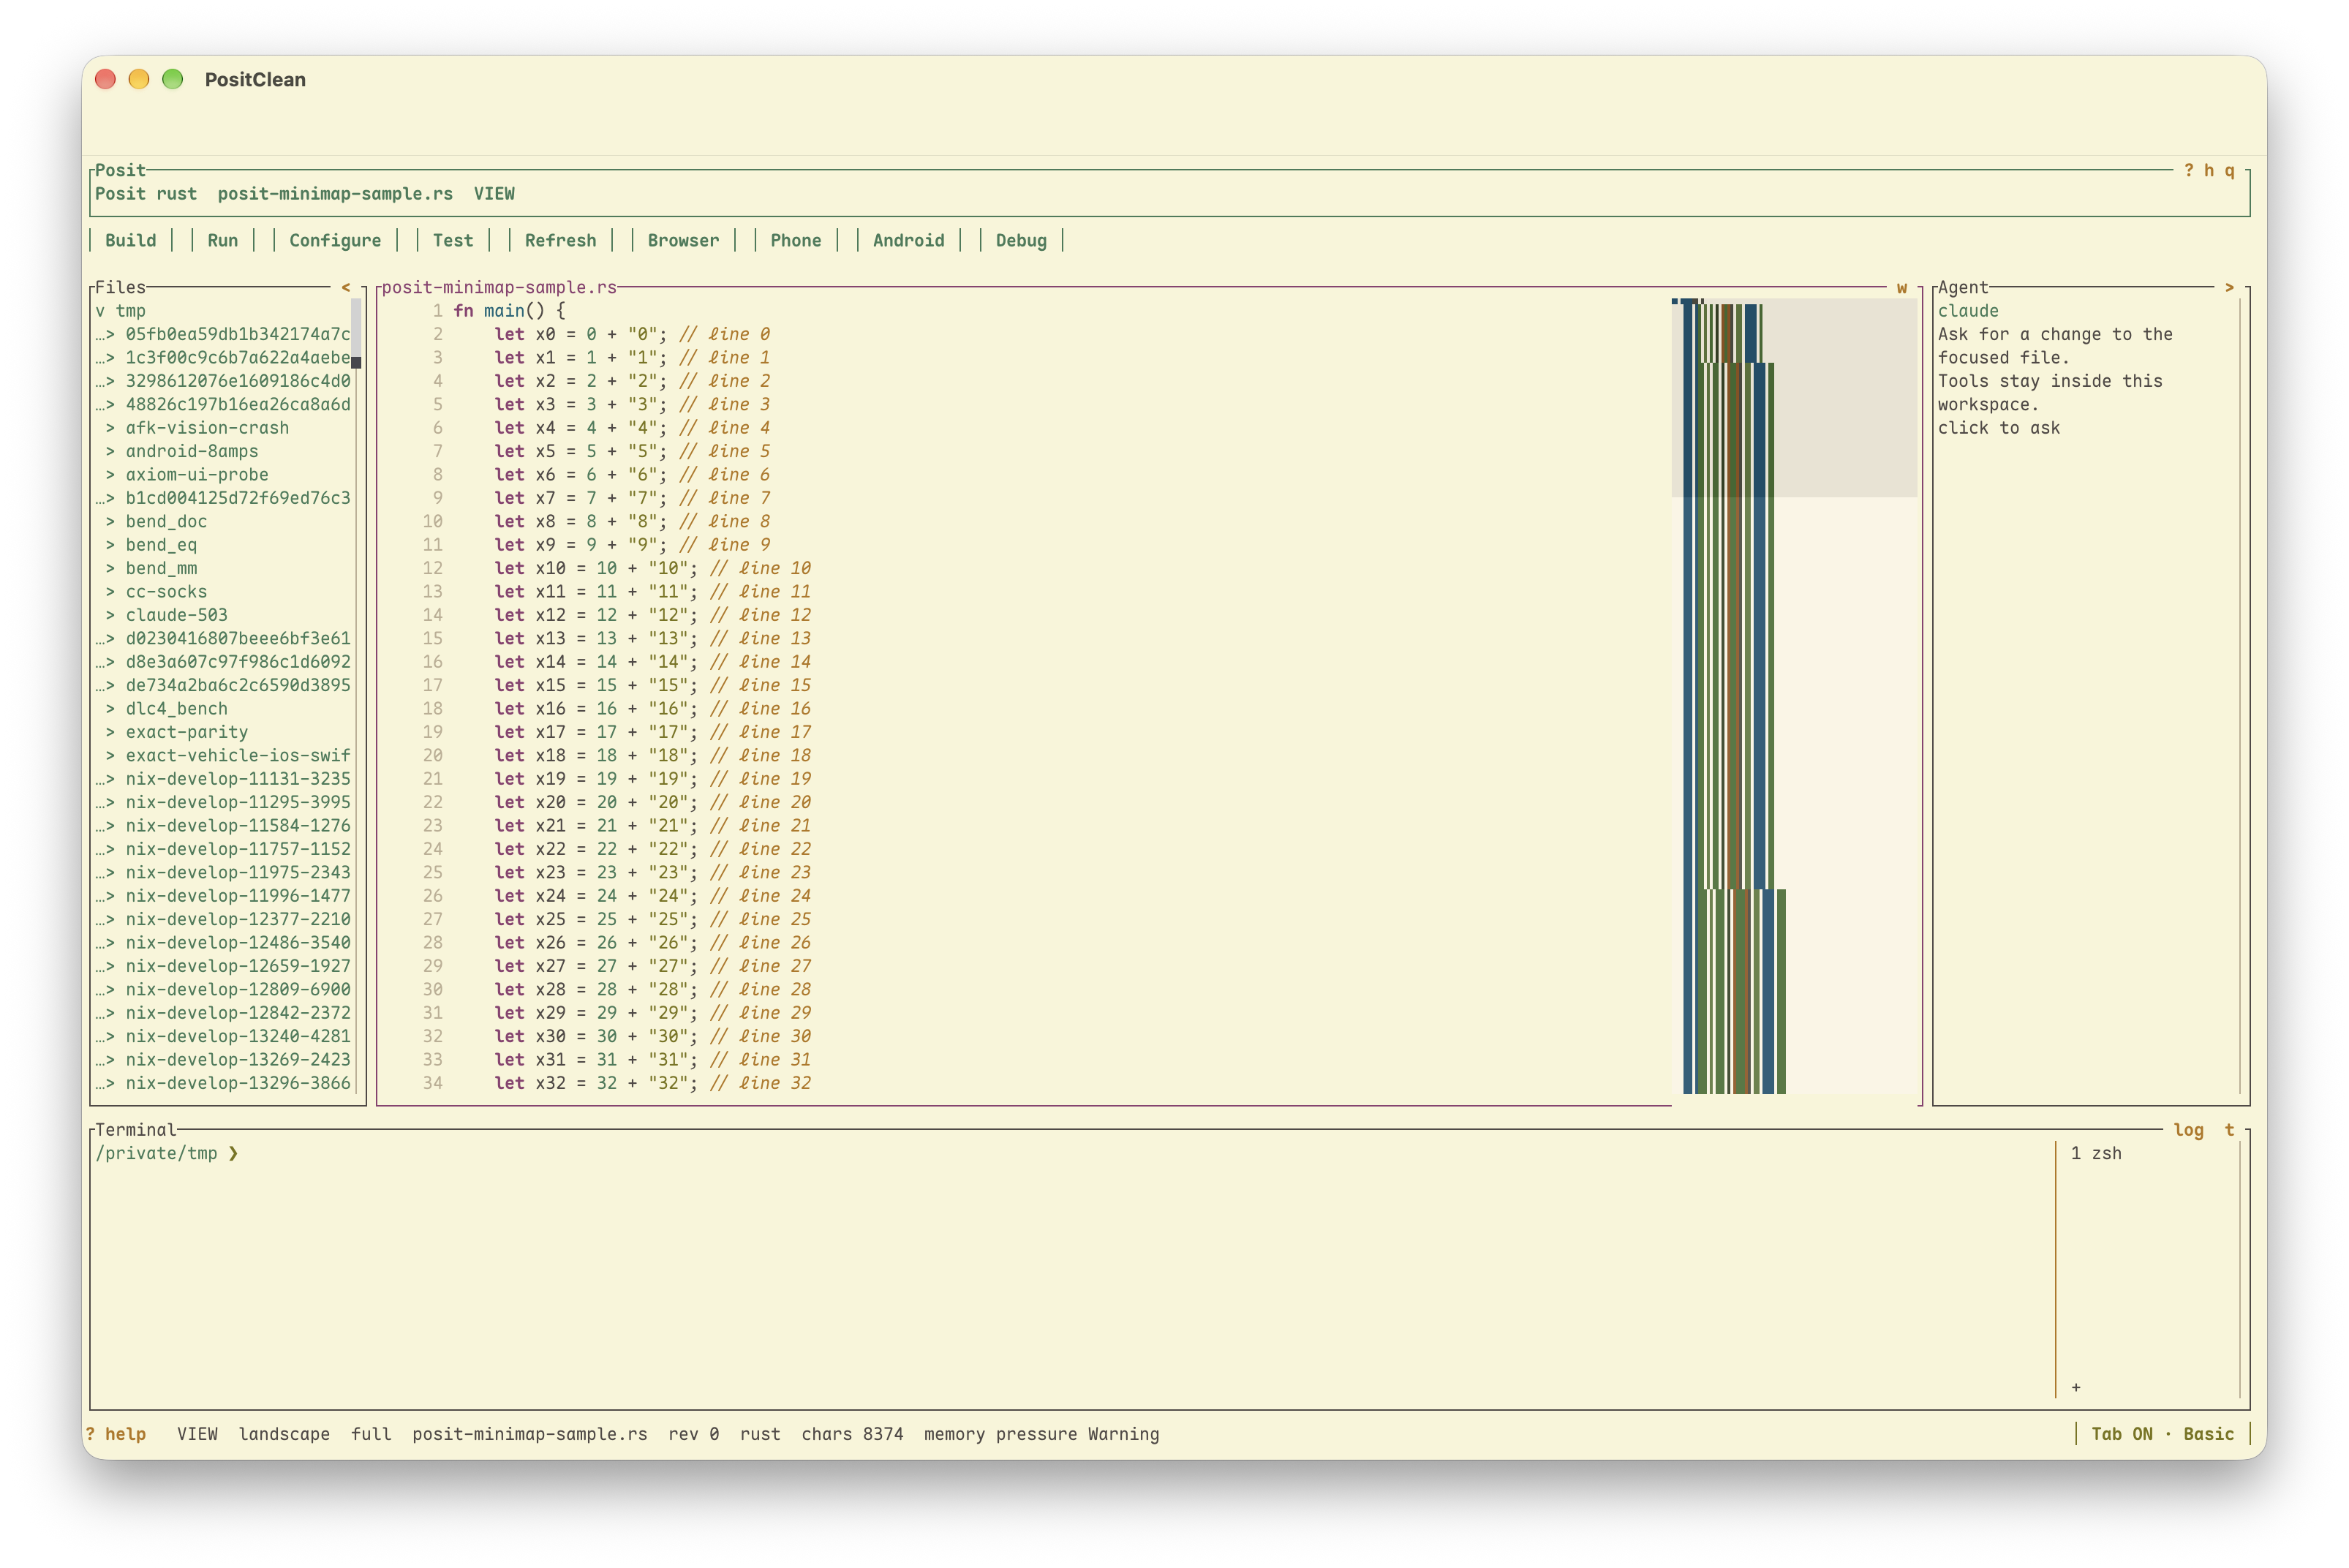 PositClean
Posit ? h q
Posit rust  posit-minimap-sample.rs  VIEW
Build | Run | Configure | Test | Refresh | Browser | Phone | Android | Debug
Files <
v tmp
…> 05fb0ea59db1b342174a7c
…> 1c3f00c9c6b7a622a4aebe
…> 3298612076e1609186c4d0
…> 48826c197b16ea26ca8a6d
> afk-vision-crash
> android-8amps
> axiom-ui-probe
…> b1cd004125d72f69ed76c3
> bend_doc
> bend_eq
> bend_mm
> cc-socks
> claude-503
…> d0230416807beee6bf3e61
…> d8e3a607c97f986c1d6092
…> de734a2ba6c2c6590d3895
> dlc4_bench
> exact-parity
> exact-vehicle-ios-swif
…> nix-develop-11131-3235
…> nix-develop-11295-3995
…> nix-develop-11584-1276
…> nix-develop-11757-1152
…> nix-develop-11975-2343
…> nix-develop-11996-1477
…> nix-develop-12377-2210
…> nix-develop-12486-3540
…> nix-develop-12659-1927
…> nix-develop-12809-6900
…> nix-develop-12842-2372
…> nix-develop-13240-4281
…> nix-develop-13269-2423
…> nix-develop-13296-3866
posit-minimap-sample.rs w
1 fn main() {
2     let x0 = 0 + "0"; // line 0
3     let x1 = 1 + "1"; // line 1
4     let x2 = 2 + "2"; // line 2
5     let x3 = 3 + "3"; // line 3
6     let x4 = 4 + "4"; // line 4
7     let x5 = 5 + "5"; // line 5
8     let x6 = 6 + "6"; // line 6
9     let x7 = 7 + "7"; // line 7
10     let x8 = 8 + "8"; // line 8
11     let x9 = 9 + "9"; // line 9
12     let x10 = 10 + "10"; // line 10
13     let x11 = 11 + "11"; // line 11
14     let x12 = 12 + "12"; // line 12
15     let x13 = 13 + "13"; // line 13
16     let x14 = 14 + "14"; // line 14
17     let x15 = 15 + "15"; // line 15
18     let x16 = 16 + "16"; // line 16
19     let x17 = 17 + "17"; // line 17
20     let x18 = 18 + "18"; // line 18
21     let x19 = 19 + "19"; // line 19
22     let x20 = 20 + "20"; // line 20
23     let x21 = 21 + "21"; // line 21
24     let x22 = 22 + "22"; // line 22
25     let x23 = 23 + "23"; // line 23
26     let x24 = 24 + "24"; // line 24
27     let x25 = 25 + "25"; // line 25
28     let x26 = 26 + "26"; // line 26
29     let x27 = 27 + "27"; // line 27
30     let x28 = 28 + "28"; // line 28
31     let x29 = 29 + "29"; // line 29
32     let x30 = 30 + "30"; // line 30
33     let x31 = 31 + "31"; // line 31
34     let x32 = 32 + "32"; // line 32
Agent >
claude
Ask for a change to the
focused file.
Tools stay inside this
workspace.
click to ask
Terminal log t
/private/tmp ❯
1 zsh
+
? help   VIEW  landscape  full  posit-minimap-sample.rs  rev 0  rust  chars 8374  memory pressure Warning
Tab ON · Basic